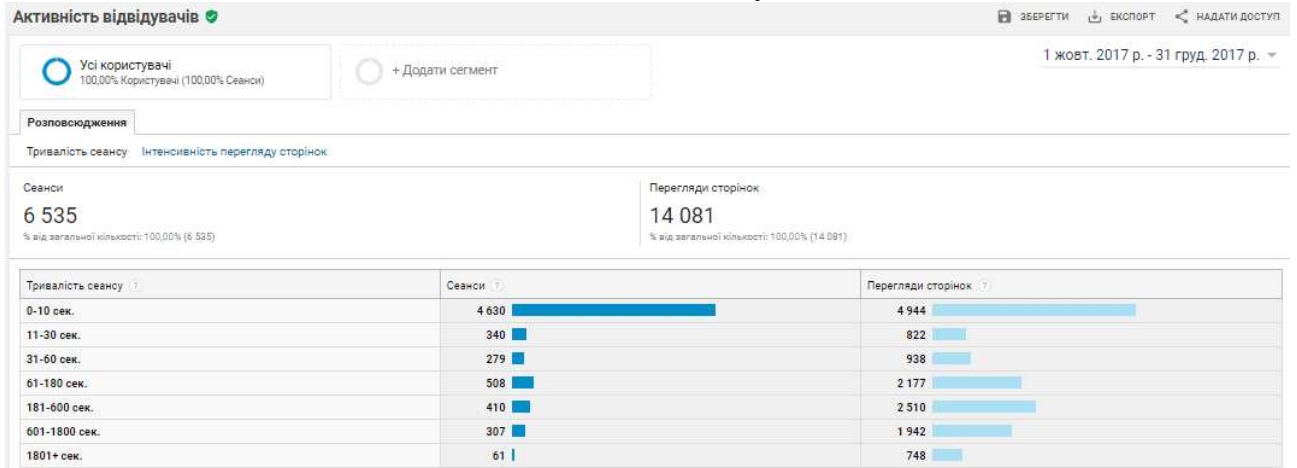 Активність відвідувачів
ЗБЕРЕГТИ ЕКСПОРТ НАДАТИ ДОСТУП
Усі користувачі
100,00% Користувачі (100,00% Сеанси)
+ Додати сегмент
1 жовт. 2017 р. - 31 груд. 2017 р.
Розповсюдження
Тривалість сеансу Інтенсивність перегляду сторінок
Сеанси
6 535
% від загальної кількості: 100,00% (6 535)
Перегляди сторінок
14 081
% від загальної кількості: 100,00% (14 081)
Тривалість сеансу ? Сеанси ? Перегляди сторінок ?
0-10 сек. 4 630 4 944
11-30 сек. 340 822
31-60 сек. 279 938
61-180 сек. 508 2 177
181-600 сек. 410 2 510
601-1800 сек. 307 1 942
1801+ сек. 61 748